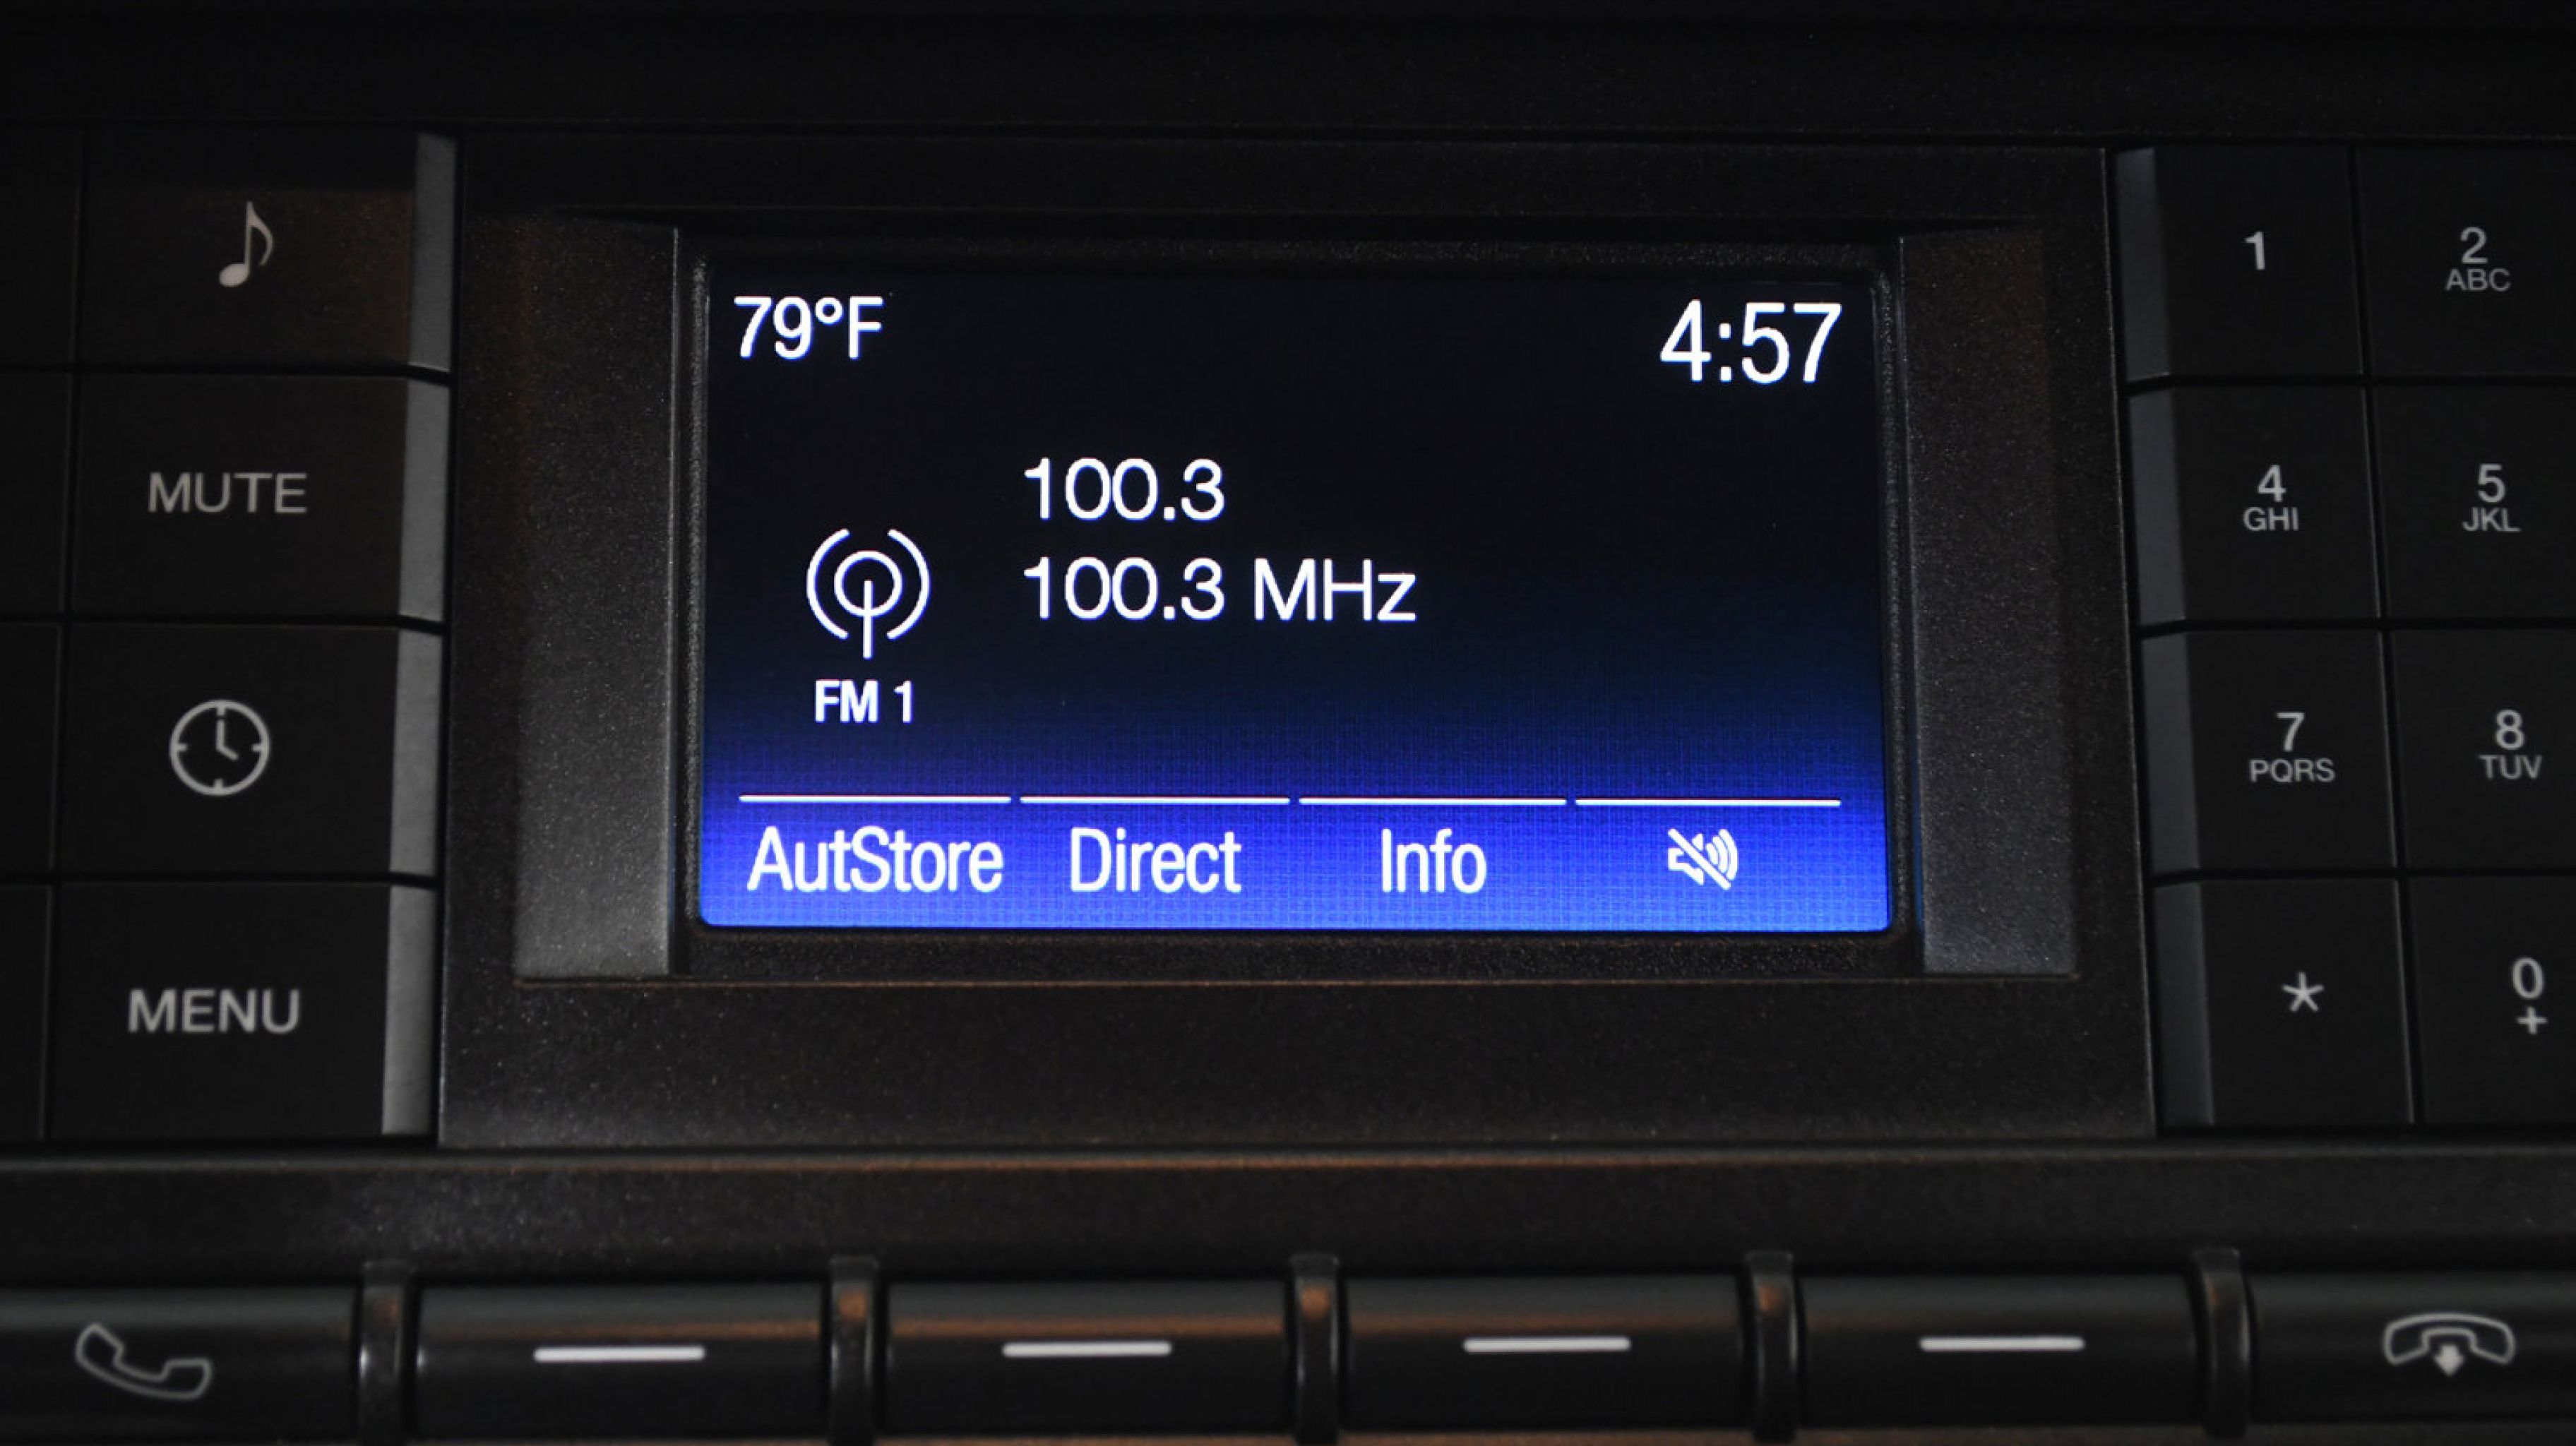 79°F
4:57
100.3
100.3 MHz
FM 1
AutStore
Direct
Info
MUTE
MENU
1
2
ABC
4
GHI
5
JKL
7
PQRS
8
TUV
*
0
+